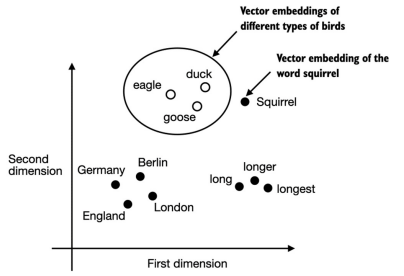 Vector embeddings of
different types of birds
Vector embedding of the
word squirrel
duck
eagle
goose
Squirrel
Second
dimension
Germany
Berlin
England
London
longer
long
longest
First dimension